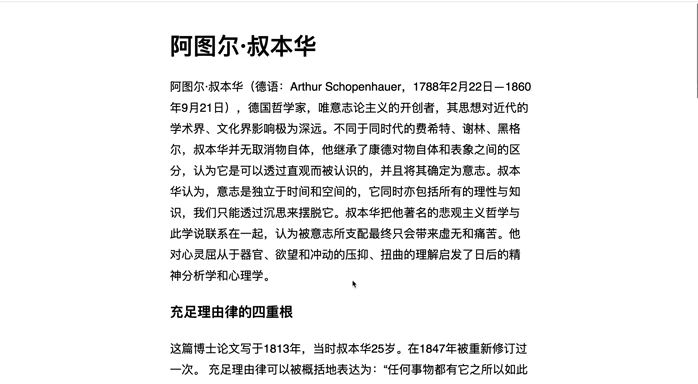 阿图尔·叔本华
阿图尔·叔本华（德语：Arthur Schopenhauer，1788年2月22日—1860
年9月21日），德国哲学家，唯意志论主义的开创者，其思想对近代的
学术界、文化界影响极为深远。不同于同时代的费希特、谢林、黑格
尔，叔本华并无取消物自体，他继承了康德对物自体和表象之间的区
分，认为它是可以透过直观而被认识的，并且将其确定为意志。叔本
华认为，意志是独立于时间和空间的，它同时亦包括所有的理性与知
识，我们只能透过沉思来摆脱它。叔本华把他著名的悲观主义哲学与
此学说联系在一起，认为被意志所支配最终只会带来虚无和痛苦。他
对心灵屈从于器官、欲望和冲动的压抑、扭曲的理解启发了日后的精
神分析学和心理学。
充足理由律的四重根
这篇博士论文写于1813年，当时叔本华25岁。在1847年被重新修订过
一次。 充足理由律可以被概括地表达为：“任何事物都有它之所以如此